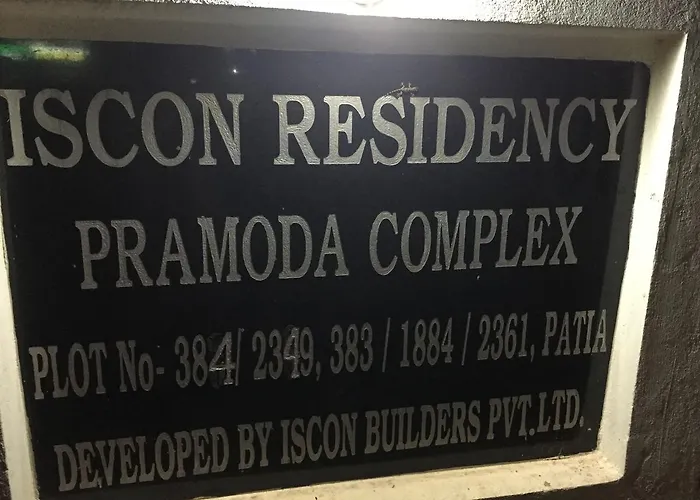 ISCON RESIDENCY
PRAMODA COMPLEX
PLOT No- 384/ 2349, 383 / 1884 / 2361, PATIA
DEVELOPED BY ISCON BUILDERS PVT. LTD.